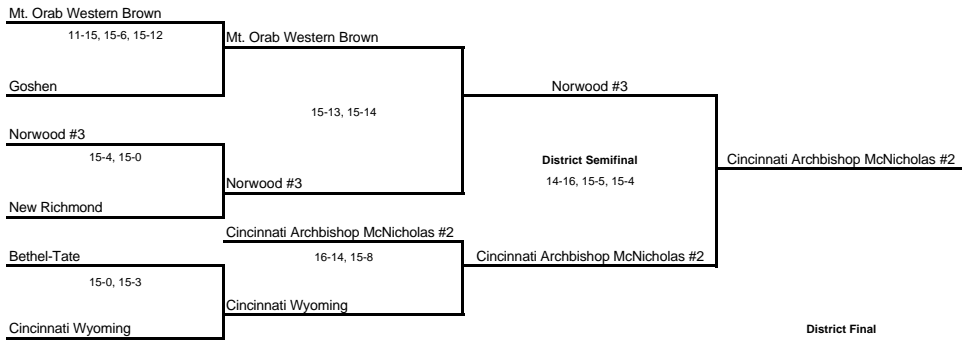 Mt. Orab Western Brown
11-15, 15-6, 15-12
Mt. Orab Western Brown
Goshen
Norwood #3
15-13, 15-14
Norwood #3
15-4, 15-0
District Semifinal
Cincinnati Archbishop McNicholas #2
Norwood #3
14-16, 15-5, 15-4
New Richmond
Cincinnati Archbishop McNicholas #2
Bethel-Tate
16-14, 15-8
Cincinnati Archbishop McNicholas #2
15-0, 15-3
Cincinnati Wyoming
Cincinnati Wyoming
District Final